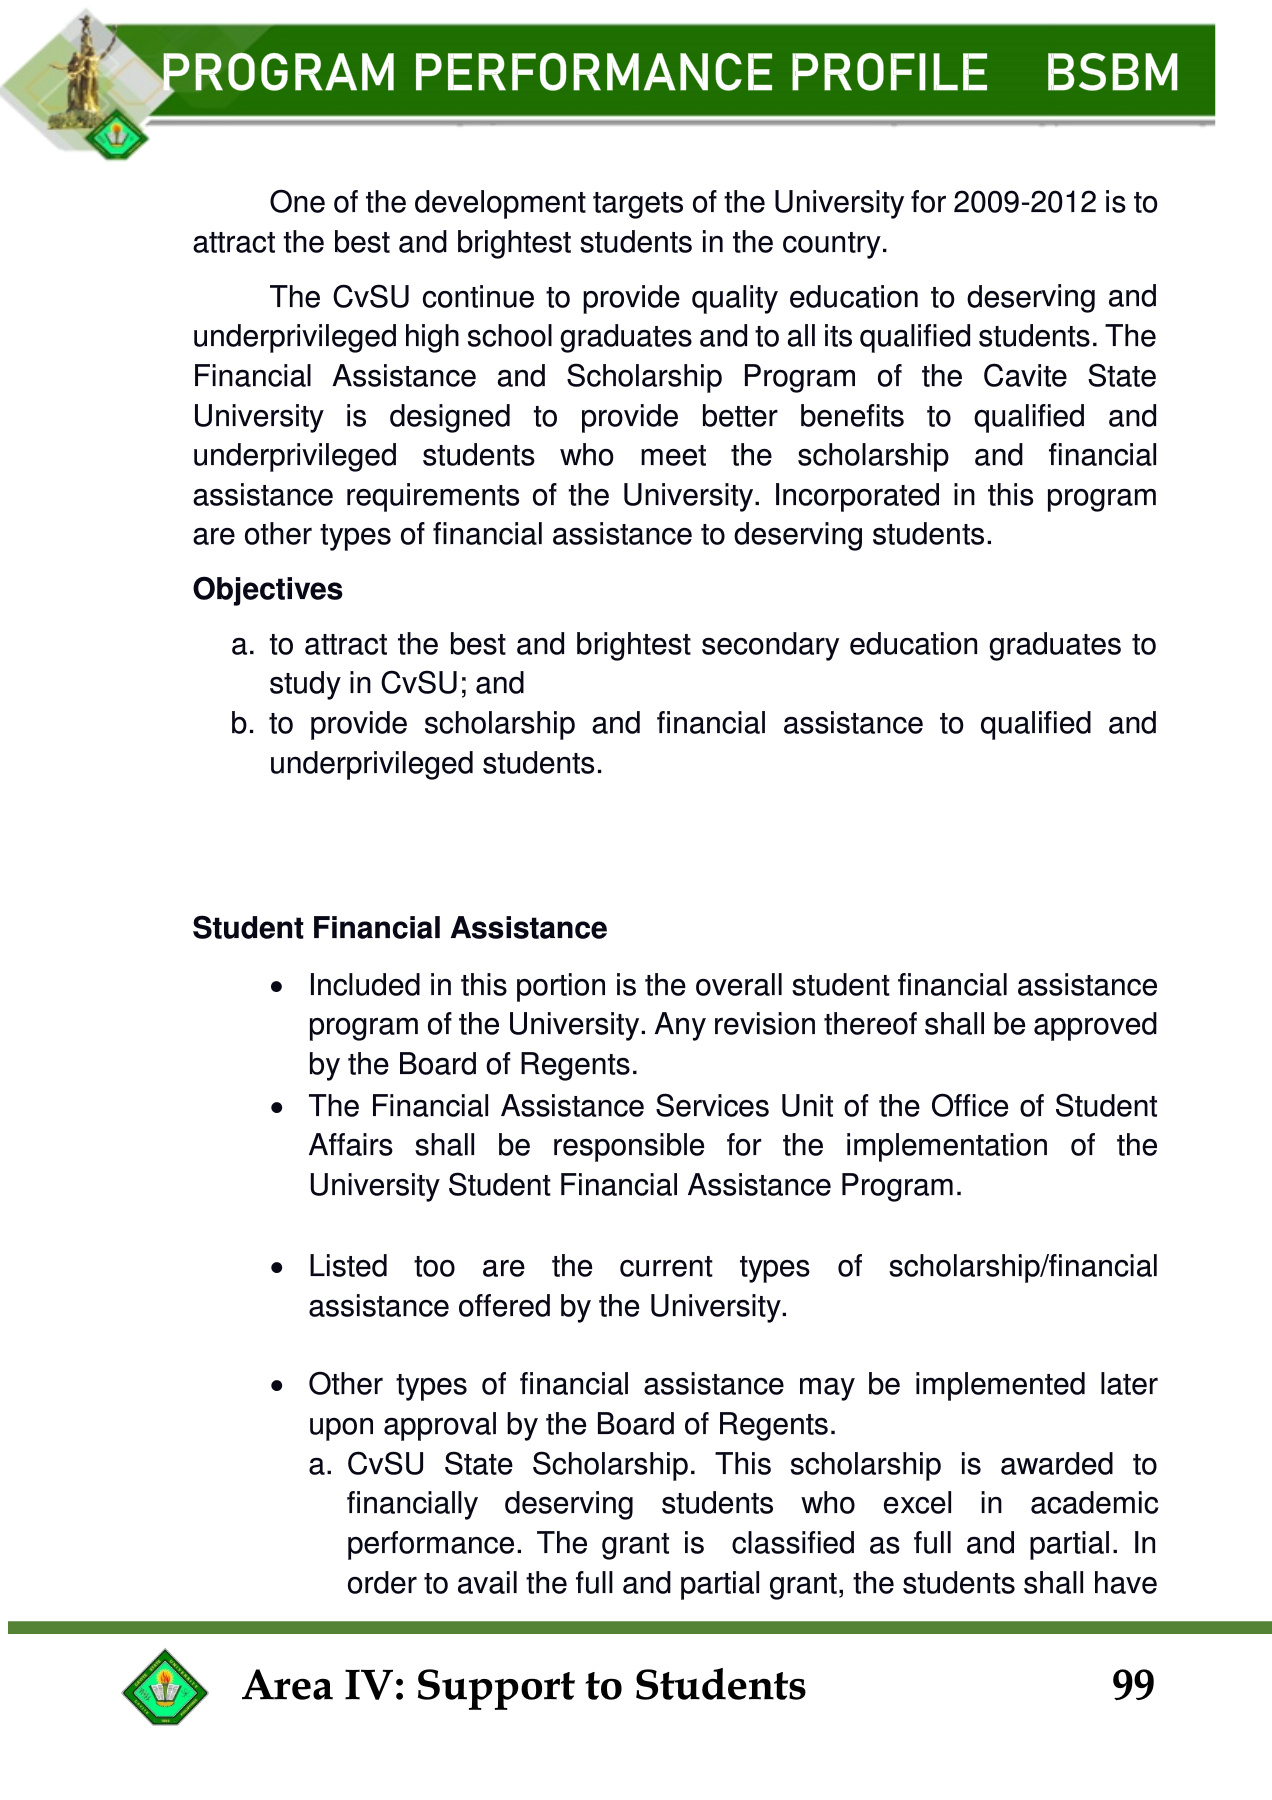 PROGRAM PERFORMANCE PROFILE BSBM
One of the development targets of the University for 2009-2012 is to
attract the best and brightest students in the country.
The CvSU continue to provide quality education to deserving and
underprivileged high school graduates and to all its qualified students. The
Financial Assistance and Scholarship Program of the Cavite State
University is designed to provide better benefits to qualified and
underprivileged students who meet the scholarship and financial
assistance requirements of the University. Incorporated in this program
are other types of financial assistance to deserving students.
Objectives
a. to attract the best and brightest secondary education graduates to
study in CvSU; and
b. to provide scholarship and financial assistance to qualified and
underprivileged students.
Student Financial Assistance
• Included in this portion is the overall student financial assistance
program of the University. Any revision thereof shall be approved
by the Board of Regents.
• The Financial Assistance Services Unit of the Office of Student
Affairs shall be responsible for the implementation of the
University Student Financial Assistance Program.
• Listed too are the current types of scholarship/financial
assistance offered by the University.
• Other types of financial assistance may be implemented later
upon approval by the Board of Regents.
a. CvSU State Scholarship. This scholarship is awarded to
financially deserving students who excel in academic
performance. The grant is classified as full and partial. In
order to avail the full and partial grant, the students shall have
Area IV: Support to Students 99